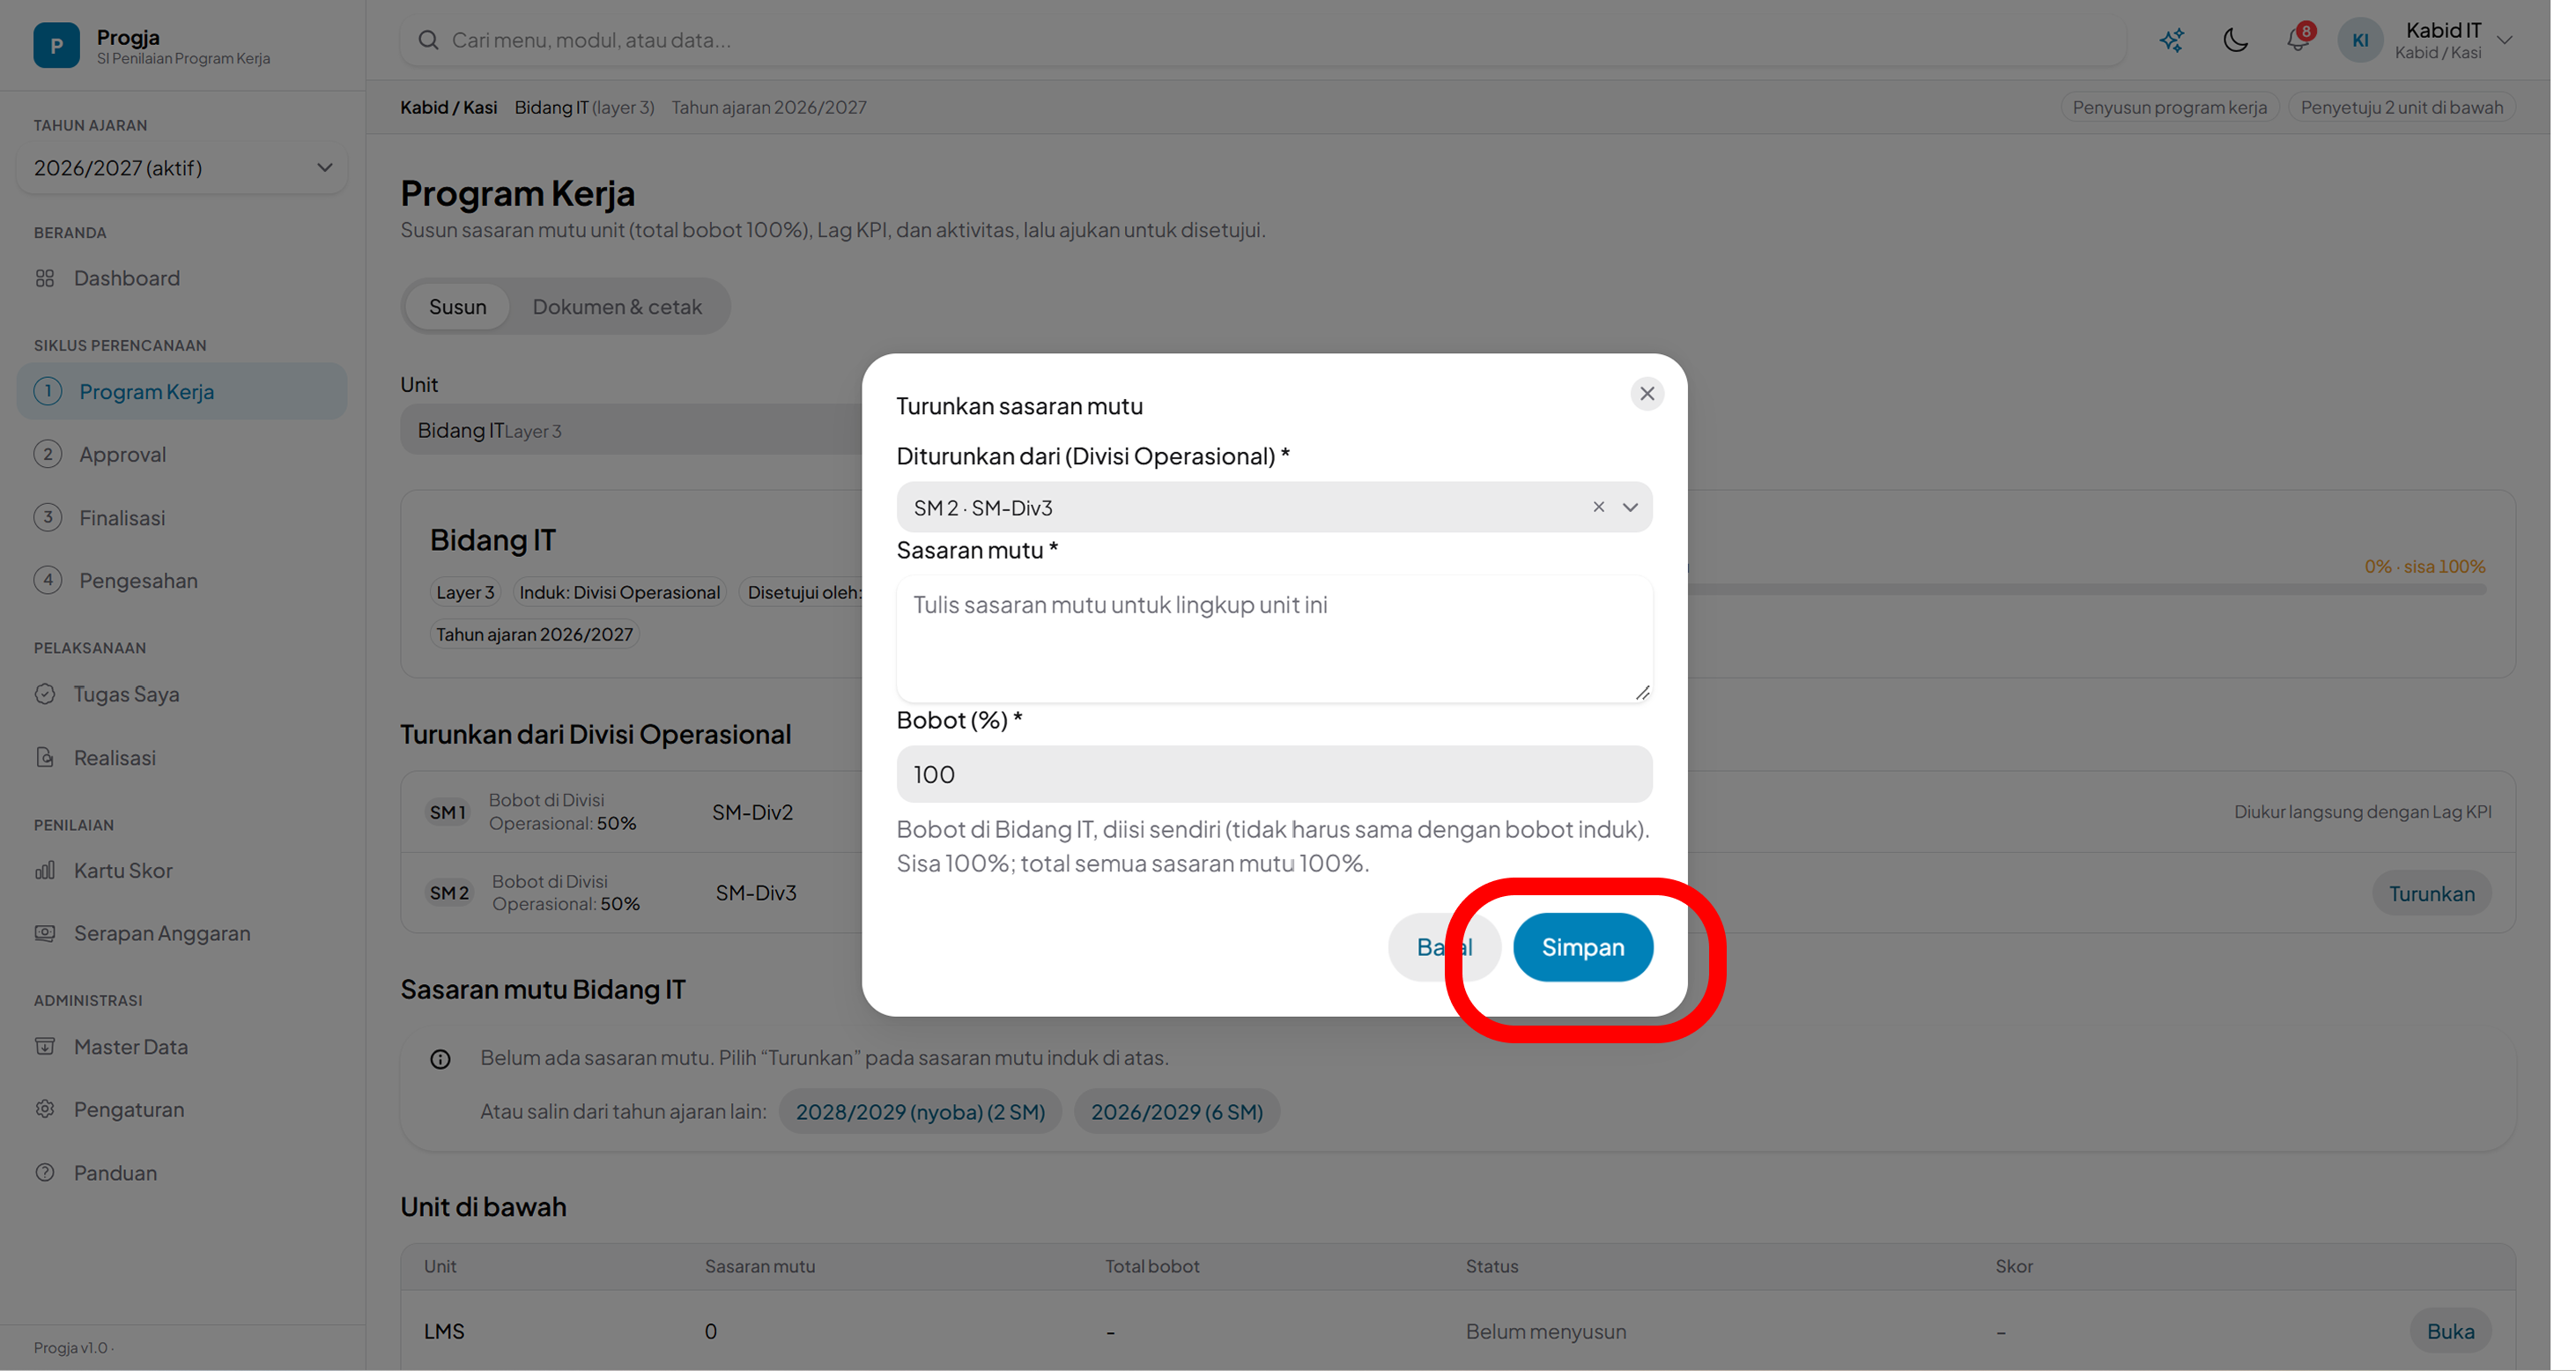 P
Progja
SI Penilaian Program Kerja
Cari menu, modul, atau data...
8
KI
Kabid IT
Kabid / Kasi
Kabid / Kasi Bidang IT (layer 3) Tahun ajaran 2026/2027
Penyusun program kerja
Penyetuju 2 unit di bawah
TAHUN AJARAN
2026/2027 (aktif)
BERANDA
Dashboard
SIKLUS PERENCANAAN
1 Program Kerja
2 Approval
3 Finalisasi
4 Pengesahan
PELAKSANAAN
Tugas Saya
Realisasi
PENILAIAN
Kartu Skor
Serapan Anggaran
ADMINISTRASI
Master Data
Pengaturan
Panduan
Progja v1.0 ·
Program Kerja
Susun sasaran mutu unit (total bobot 100%), Lag KPI, dan aktivitas, lalu ajukan untuk disetujui.
Susun
Dokumen & cetak
Unit
Bidang IT Layer 3
Bidang IT
Layer 3
Induk: Divisi Operasional
Disetujui oleh:
Tahun ajaran 2026/2027
0% · sisa 100%
Turunkan dari Divisi Operasional
SM 1
Bobot di Divisi
Operasional: 50%
SM-Div2
Diukur langsung dengan Lag KPI
SM 2
Bobot di Divisi
Operasional: 50%
SM-Div3
Turunkan
Sasaran mutu Bidang IT
Belum ada sasaran mutu. Pilih “Turunkan” pada sasaran mutu induk di atas.
Atau salin dari tahun ajaran lain: 2028/2029 (nyoba) (2 SM) 2026/2029 (6 SM)
Unit di bawah
Unit Sasaran mutu Total bobot Status Skor
LMS 0 - Belum menyusun - Buka
Turunkan sasaran mutu
Diturunkan dari (Divisi Operasional) *
SM 2 · SM-Div3
Sasaran mutu *
Tulis sasaran mutu untuk lingkup unit ini
Bobot (%) *
100
Bobot di Bidang IT, diisi sendiri (tidak harus sama dengan bobot induk).
Sisa 100%; total semua sasaran mutu 100%.
Simpan